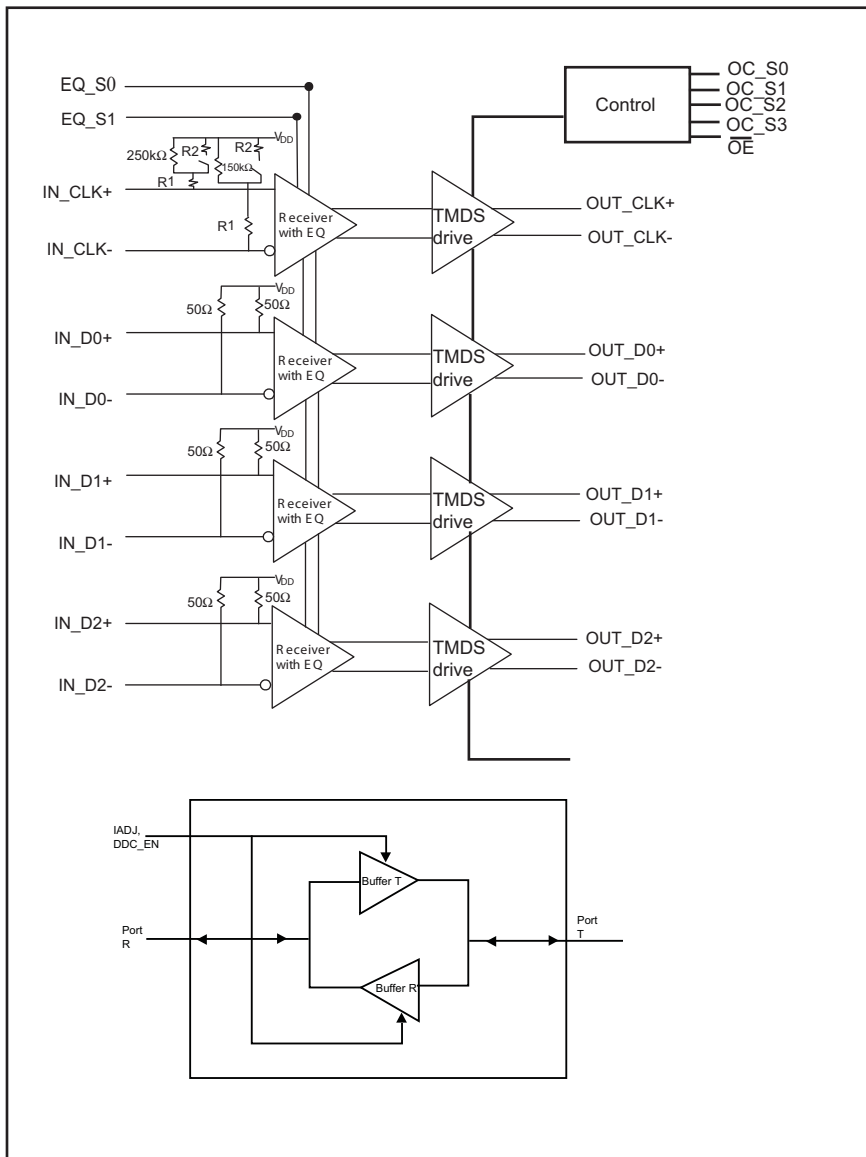 EQ_S0
EQ_S1
Control
OC_S0
OC_S1
OC_S2
OC_S3
OE
VDD
250kΩ
R2
R2
150kΩ
R1
R1
IN_CLK+
IN_CLK-
Receiver
with EQ
TMDS
drive
OUT_CLK+
OUT_CLK-
VDD
50Ω
50Ω
IN_D0+
IN_D0-
Receiver
with EQ
TMDS
drive
OUT_D0+
OUT_D0-
VDD
50Ω
50Ω
IN_D1+
IN_D1-
Receiver
with EQ
TMDS
drive
OUT_D1+
OUT_D1-
VDD
50Ω
50Ω
IN_D2+
IN_D2-
Receiver
with EQ
TMDS
drive
OUT_D2+
OUT_D2-
IADJ,
DDC_EN
Buffer T
Port
R
Port
T
Buffer R